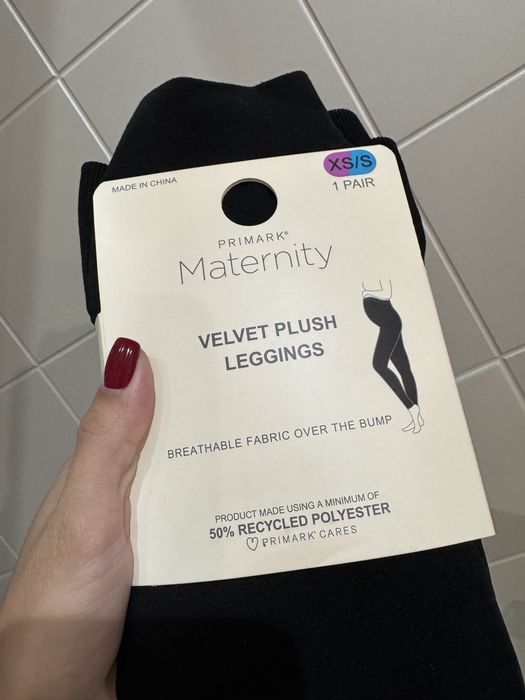 MADE IN CHINA
XS/S
1 PAIR
PRIMARK®
Maternity
VELVET PLUSH
LEGGINGS
BREATHABLE FABRIC OVER THE BUMP
PRODUCT MADE USING A MINIMUM OF
50% RECYCLED POLYESTER
PRIMARK® CARES